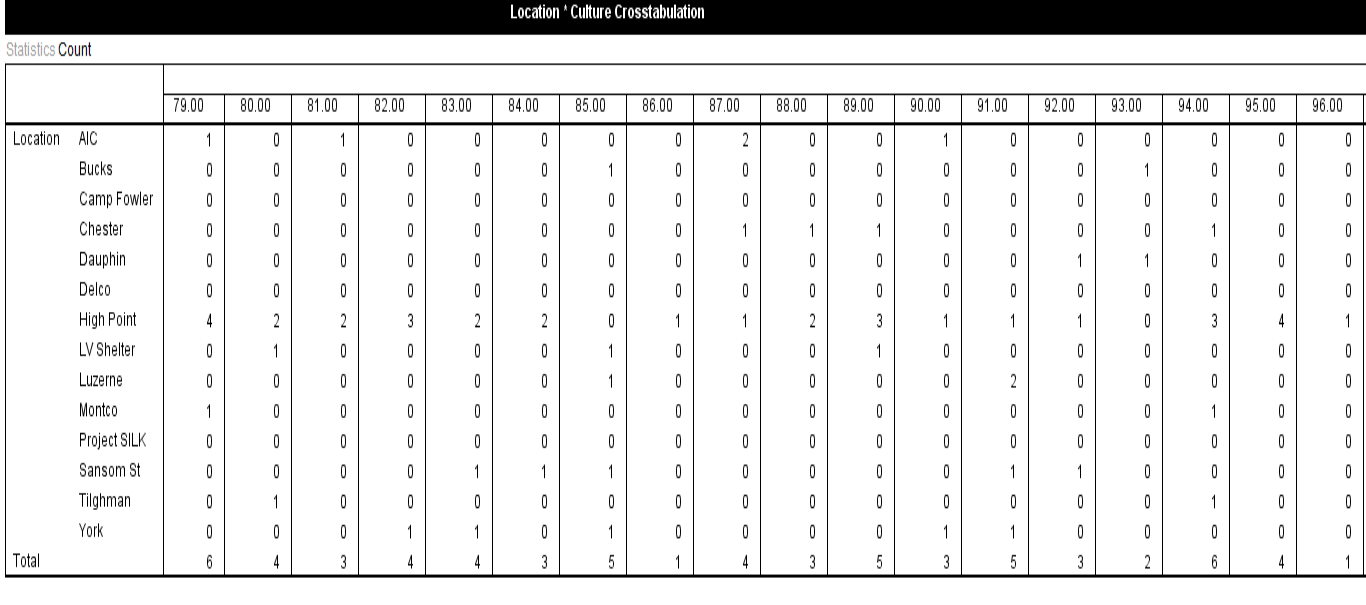 Location * Culture Crosstabulation
Statistics Count
79.00 80.00 81.00 82.00 83.00 84.00 85.00 86.00 87.00 88.00 89.00 90.00 91.00 92.00 93.00 94.00 95.00 96.00
Location AIC 1 0 1 0 0 0 0 0 2 0 0 1 0 0 0 0 0 0
Bucks 0 0 0 0 0 0 1 0 0 0 0 0 0 0 1 0 0 0
Camp Fowler 0 0 0 0 0 0 0 0 0 0 0 0 0 0 0 0 0 0
Chester 0 0 0 0 0 0 0 0 1 1 1 0 0 0 0 1 0 0
Dauphin 0 0 0 0 0 0 0 0 0 0 0 0 0 1 1 0 0 0
Delco 0 0 0 0 0 0 0 0 0 0 0 0 0 0 0 0 0 0
High Point 4 2 2 3 2 2 0 1 1 2 3 1 1 1 0 3 4 1
LV Shelter 0 1 0 0 0 0 1 0 0 0 1 0 0 0 0 0 0 0
Luzerne 0 0 0 0 0 0 1 0 0 0 0 0 2 0 0 0 0 0
Montco 1 0 0 0 0 0 0 0 0 0 0 0 0 0 0 1 0 0
Project SILK 0 0 0 0 0 0 0 0 0 0 0 0 0 0 0 0 0 0
Sansom St 0 0 0 0 1 1 1 0 0 0 0 0 1 1 0 0 0 0
Tilghman 0 1 0 0 0 0 0 0 0 0 0 0 0 0 0 1 0 0
York 0 0 0 1 1 0 1 0 0 0 0 1 1 0 0 0 0 0
Total 6 4 3 4 4 3 5 1 4 3 5 3 5 3 2 6 4 1